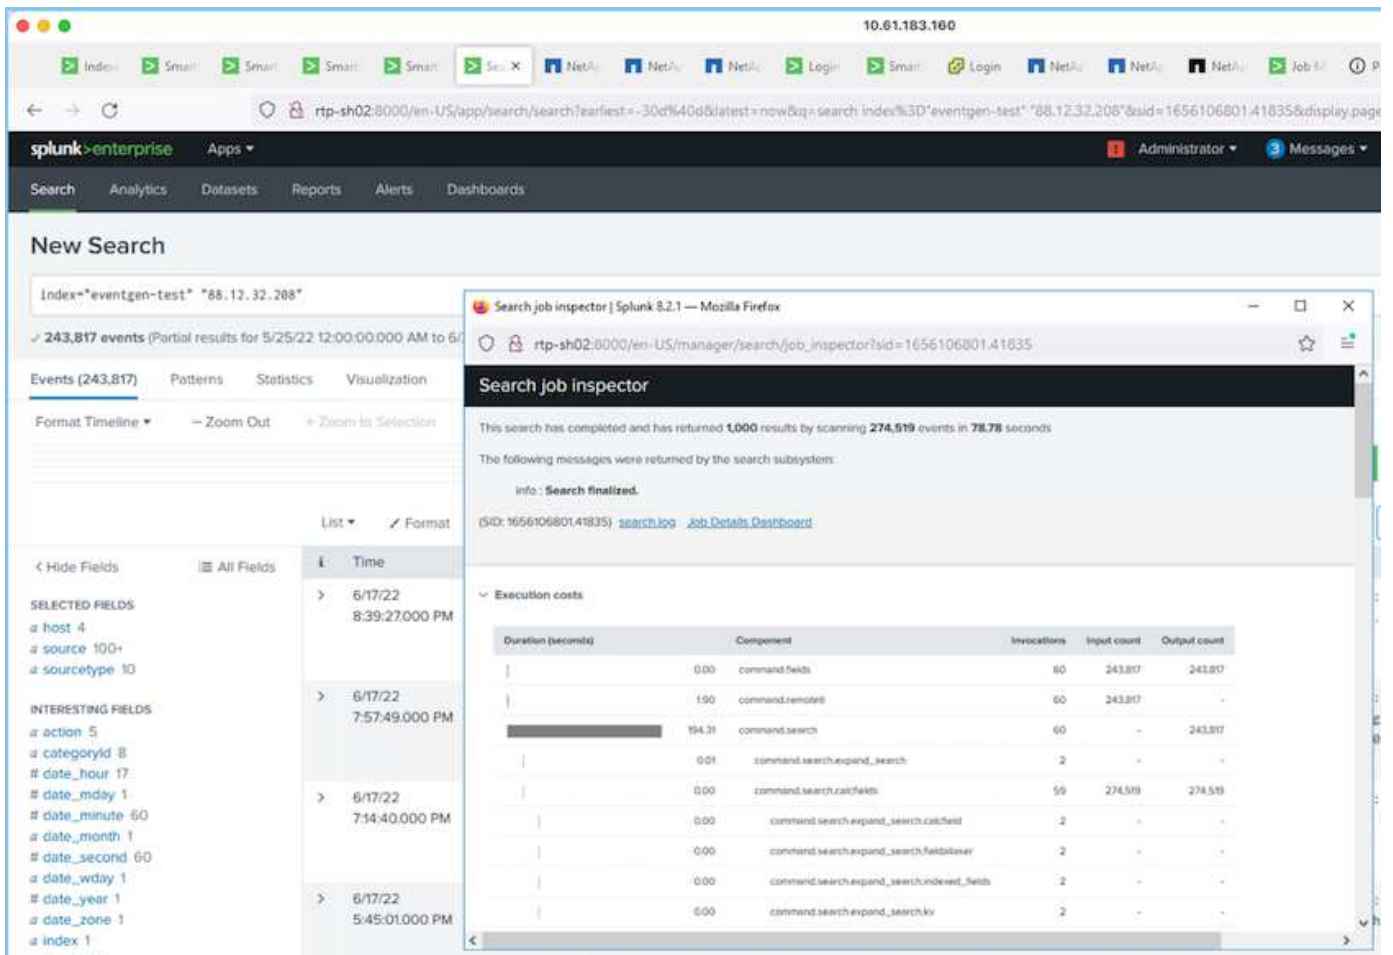 10.61.183.160
Index Smart Smart Smart Smart Se NetA NetA NetA Login Smart Login NetA NetA NetA Job M P
rtp-sh02:8000/en-US/app/search/search?earliest=-30d%40d&latest=now&q=search index%3D"eventgen-test" "88.12.32.208"&sid=1656106801.41835&display.page
splunk>enterprise Apps Administrator 3 Messages
Search Analytics Datasets Reports Alerts Dashboards
New Search
index="eventgen-test" "88.12.32.208"
243,817 events (Partial results for 5/25/22 12:00:00.000 AM to 6/
Events (243,817) Patterns Statistics Visualization
Format Timeline – Zoom Out + Zoom to Selection
List Format
< Hide Fields All Fields i Time
SELECTED FIELDS
a host 4
a source 100+
a sourcetype 10
INTERESTING FIELDS
a action 5
a categoryId 8
# date_hour 17
# date_mday 1
# date_minute 60
a date_month 1
# date_second 60
a date_wday 1
# date_year 1
a date_zone 1
a index 1
> 6/17/22
8:39:27.000 PM
> 6/17/22
7:57:49.000 PM
> 6/17/22
7:14:40.000 PM
> 6/17/22
5:45:01.000 PM
Search job inspector | Splunk 8.2.1 — Mozilla Firefox
rtp-sh02:8000/en-US/manager/search/job_inspector?sid=1656106801.41835
Search job inspector
This search has completed and has returned 1,000 results by scanning 274,519 events in 78.78 seconds
The following messages were returned by the search subsystem:
info : Search finalized.
(SID: 1656106801.41835) search.log Job Details Dashboard
Execution costs
Duration (seconds) Component Invocations Input count Output count
0.00 command.fields 60 243,817 243,817
1.90 command.remotetl 60 243,817 -
194.31 command.search 60 - 243,817
0.01 command.search.expand_search 2 - -
0.00 command.search.calcfields 59 274,519 274,519
0.00 command.search.expand_search.calcfield 2 - -
0.00 command.search.expand_search.fieldaliaser 2 - -
0.00 command.search.expand_search.indexed_fields 2 - -
0.00 command.search.expand_search.kv 2 - -